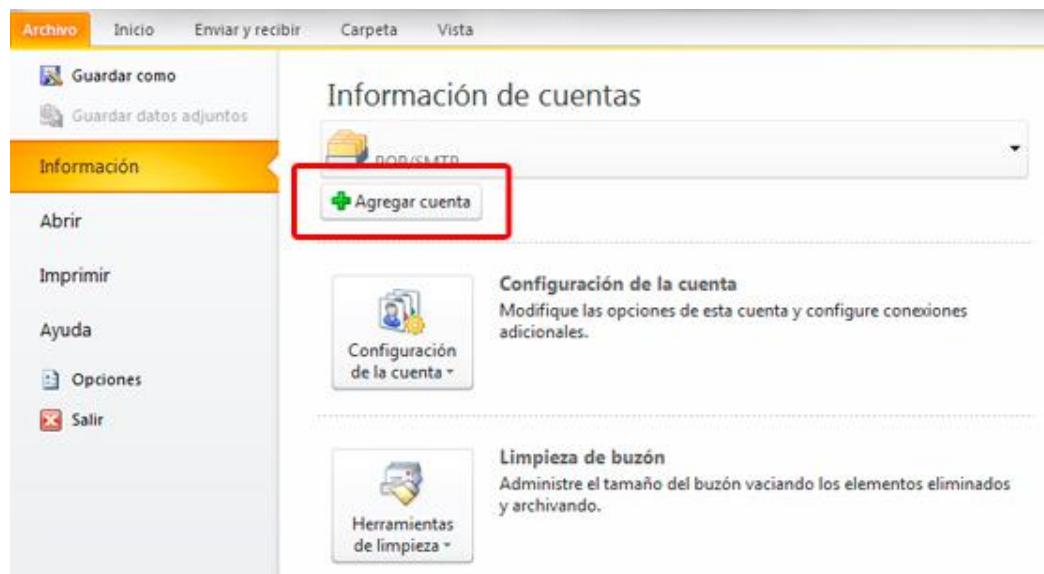 Archivo Inicio Enviar y recibir Carpeta Vista
Guardar como
Guardar datos adjuntos
Información
Abrir
Imprimir
Ayuda
Opciones
Salir
Información de cuentas
POP/SMTP
Agregar cuenta
Configuración
de la cuenta
Configuración de la cuenta
Modifique las opciones de esta cuenta y configure conexiones
adicionales.
Herramientas
de limpieza
Limpieza de buzón
Administre el tamaño del buzón vaciando los elementos eliminados
y archivando.